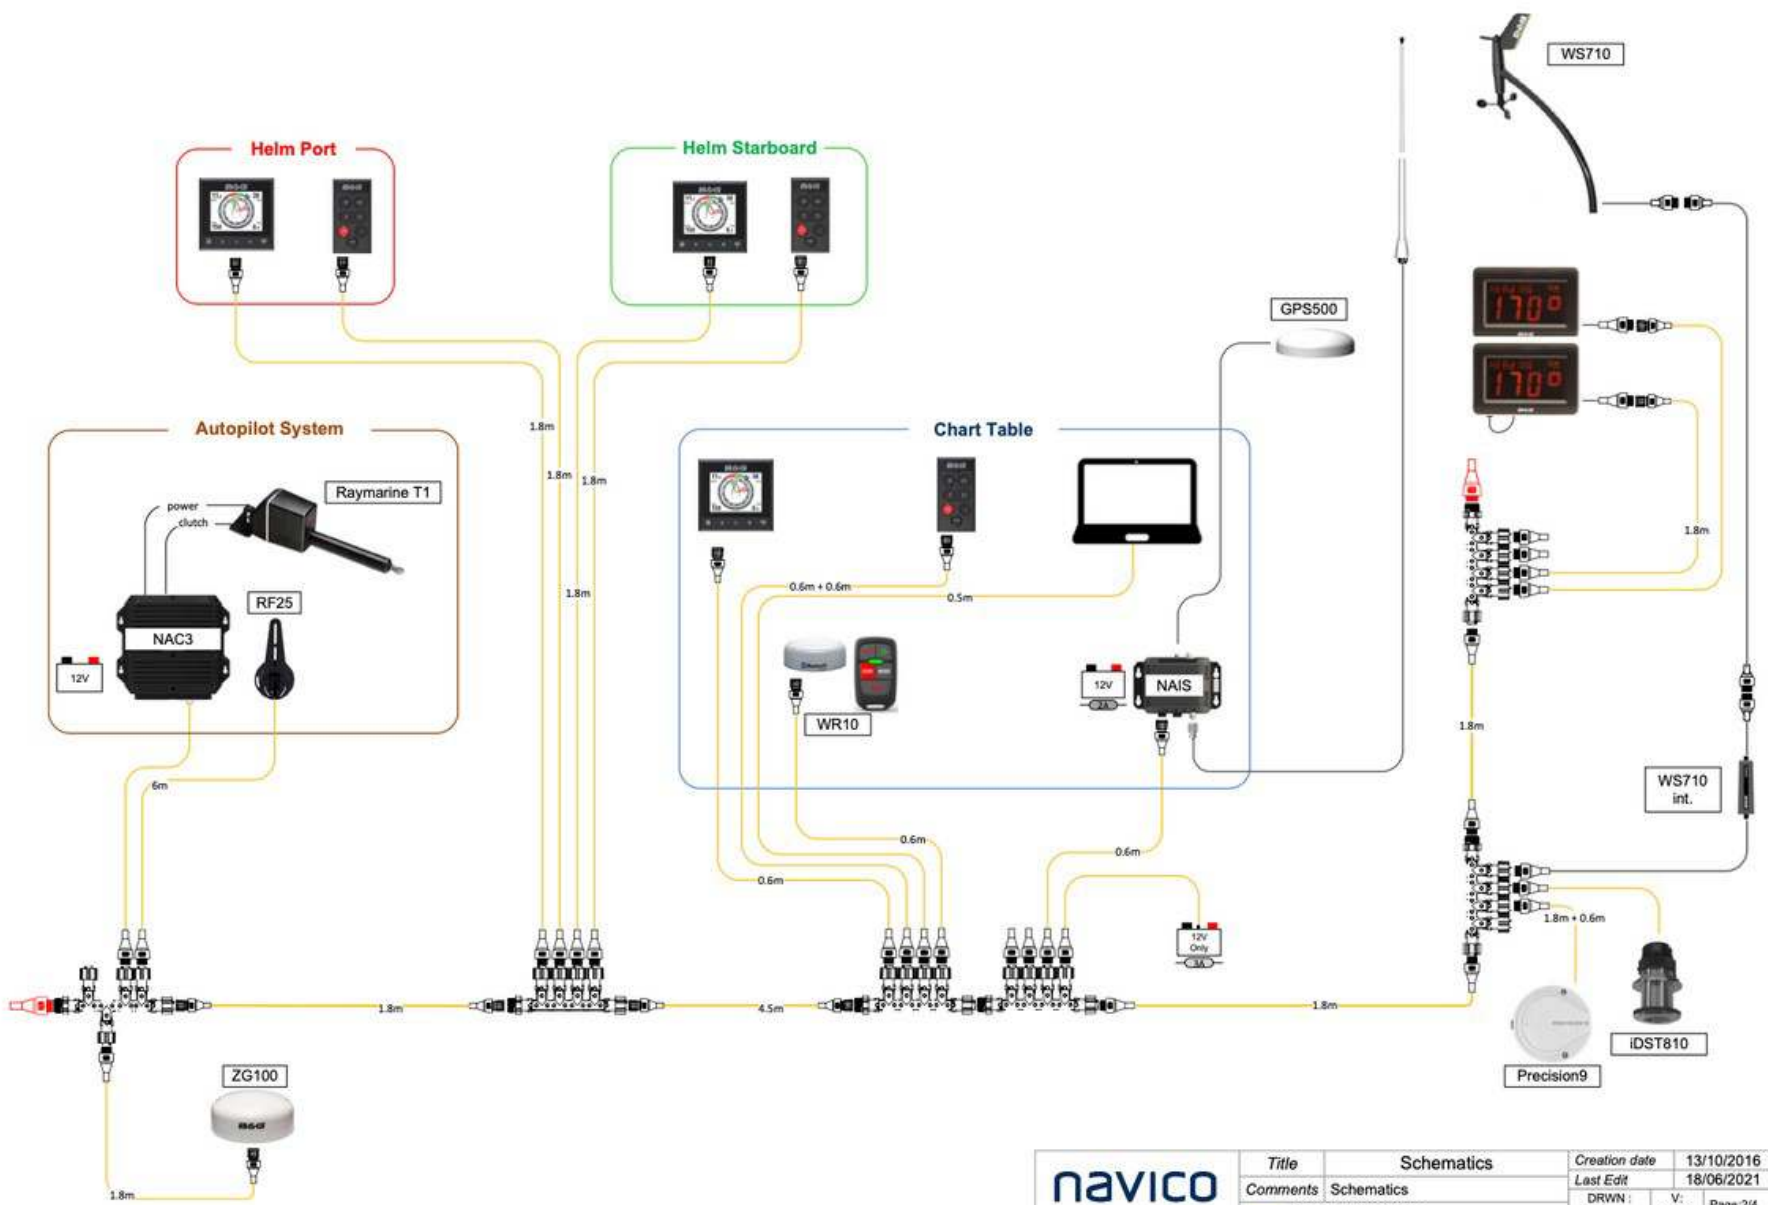 WS710
Helm Port
Helm Starboard
B&G
B&G
B&G
B&G
GPS500
170°
170°
Autopilot System
Chart Table
1.8m
1.8m
1.8m
1.8m
Raymarine T1
power
clutch
B&G
B&G
RF25
NAC3
12V
0.6m + 0.6m
0.5m
1.8m
WR10
12V
2A
NAIS
1.8m
6m
WS710
int.
0.6m
0.6m
0.6m
12V
Only
3A
1.8m + 0.6m
1.8m
4.5m
1.8m
iDST810
Precision9
ZG100
B&G
1.8m
navico
Title
Schematics
Creation date
13/10/2016
Comments
Schematics
Last Edit
18/06/2021
DRWN :
V: